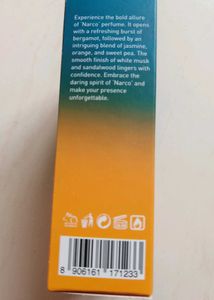 Experience the bold allure
of 'Narco' perfume. It opens
with a refreshing burst of
bergamot, followed by an
intriguing blend of jasmine,
orange, and sweet pea. The
smooth finish of white musk
and sandalwood lingers with
confidence. Embrace the
daring spirit of 'Narco' and
make your presence
unforgettable.
8 906161 171233